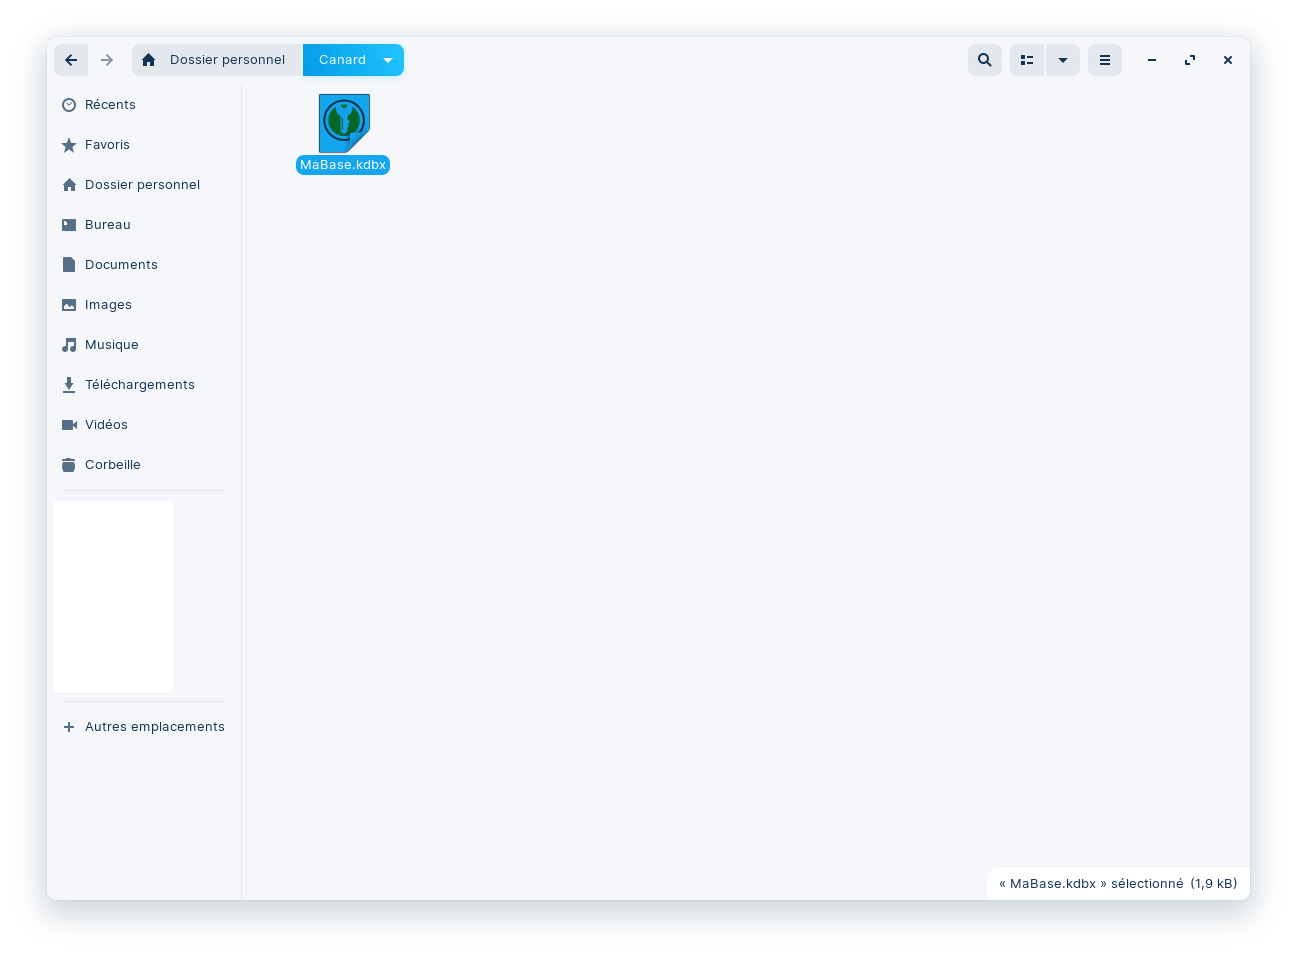 Dossier personnel
Canard
Récents
Favoris
Dossier personnel
Bureau
Documents
Images
Musique
Téléchargements
Vidéos
Corbeille
Autres emplacements
MaBase.kdbx
« MaBase.kdbx » sélectionné (1,9 kB)